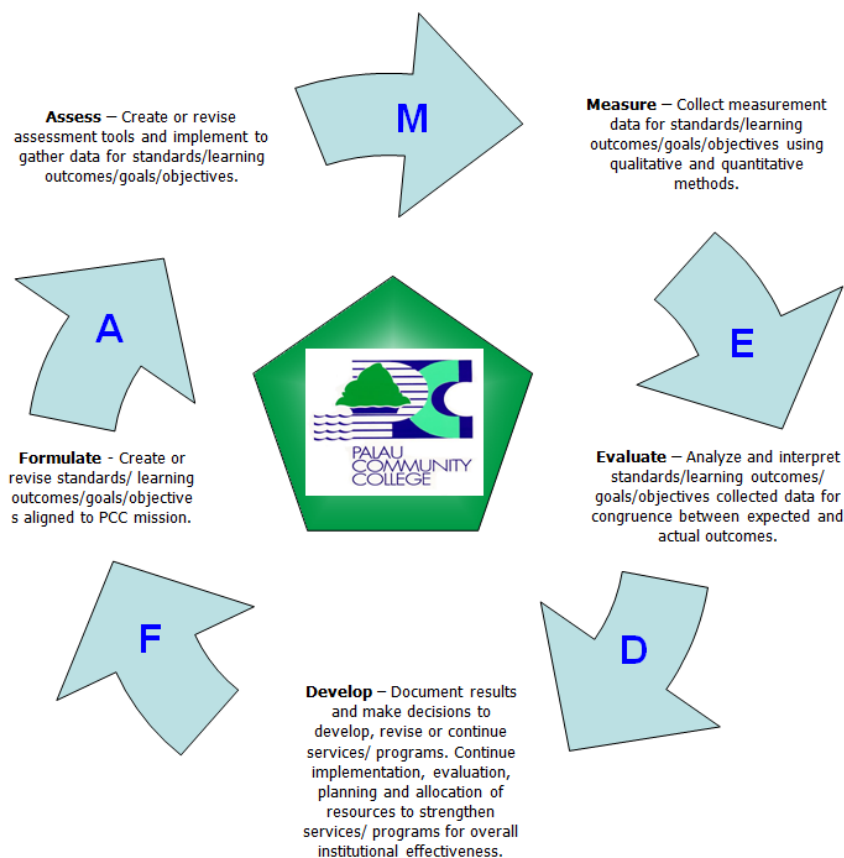 M
Assess – Create or revise
assessment tools and implement to
gather data for standards/learning
outcomes/goals/objectives.
Measure – Collect measurement
data for standards/learning
outcomes/goals/objectives using
qualitative and quantitative
methods.
A
E
PALAU
COMMUNITY
COLLEGE
Formulate - Create or
revise standards/ learning
outcomes/goals/objective
s aligned to PCC mission.
Evaluate – Analyze and interpret
standards/learning outcomes/
goals/objectives collected data for
congruence between expected and
actual outcomes.
F
D
Develop – Document results
and make decisions to
develop, revise or continue
services/ programs. Continue
implementation, evaluation,
planning and allocation of
resources to strengthen
services/ programs for overall
institutional effectiveness.